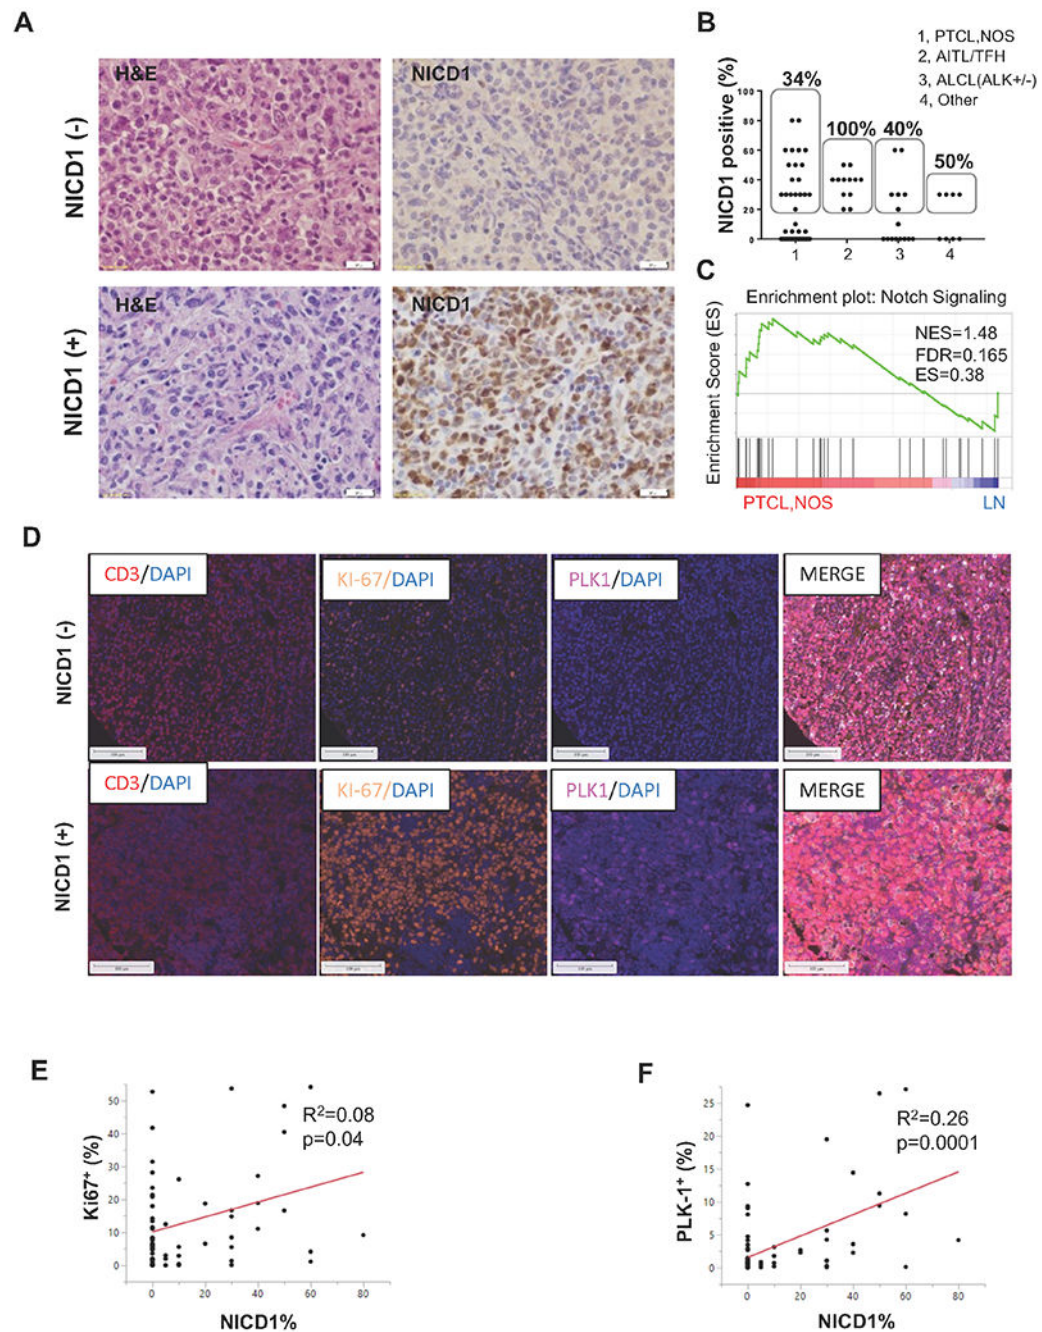 A
H&E
NICD1
NICD1 (-)
H&E
NICD1
NICD1 (+)
B
1, PTCL,NOS
2, AITL/TFH
3, ALCL(ALK+/-)
4, Other
NICD1 positive (%)
100
80
60
40
20
0
34%
100%
40%
50%
1
2
3
4
C
Enrichment plot: Notch Signaling
Enrichment Score (ES)
NES=1.48
FDR=0.165
ES=0.38
PTCL,NOS
LN
D
NICD1 (-)
CD3/DAPI
KI-67/DAPI
PLK1/DAPI
MERGE
NICD1 (+)
CD3/DAPI
KI-67/DAPI
PLK1/DAPI
MERGE
E
Ki67⁺ (%)
50
40
30
20
10
0
R²=0.08
p=0.04
0
20
40
60
80
NICD1%
F
PLK-1⁺ (%)
25
20
15
10
5
0
R²=0.26
p=0.0001
0
20
40
60
80
NICD1%